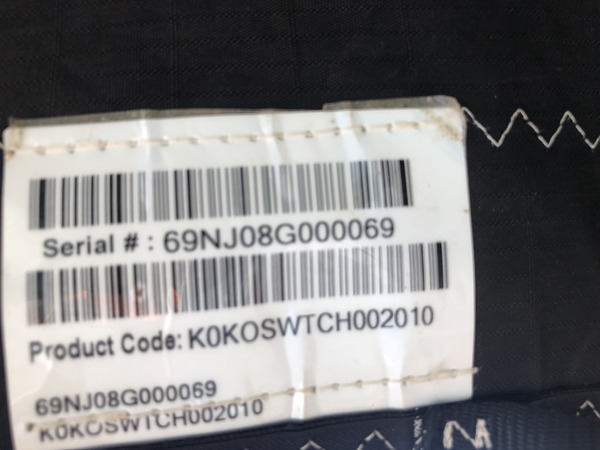 Serial # : 69NJ08G000069
Product Code: K0KOSWTCH002010
69NJ08G000069
K0KOSWTCH002010